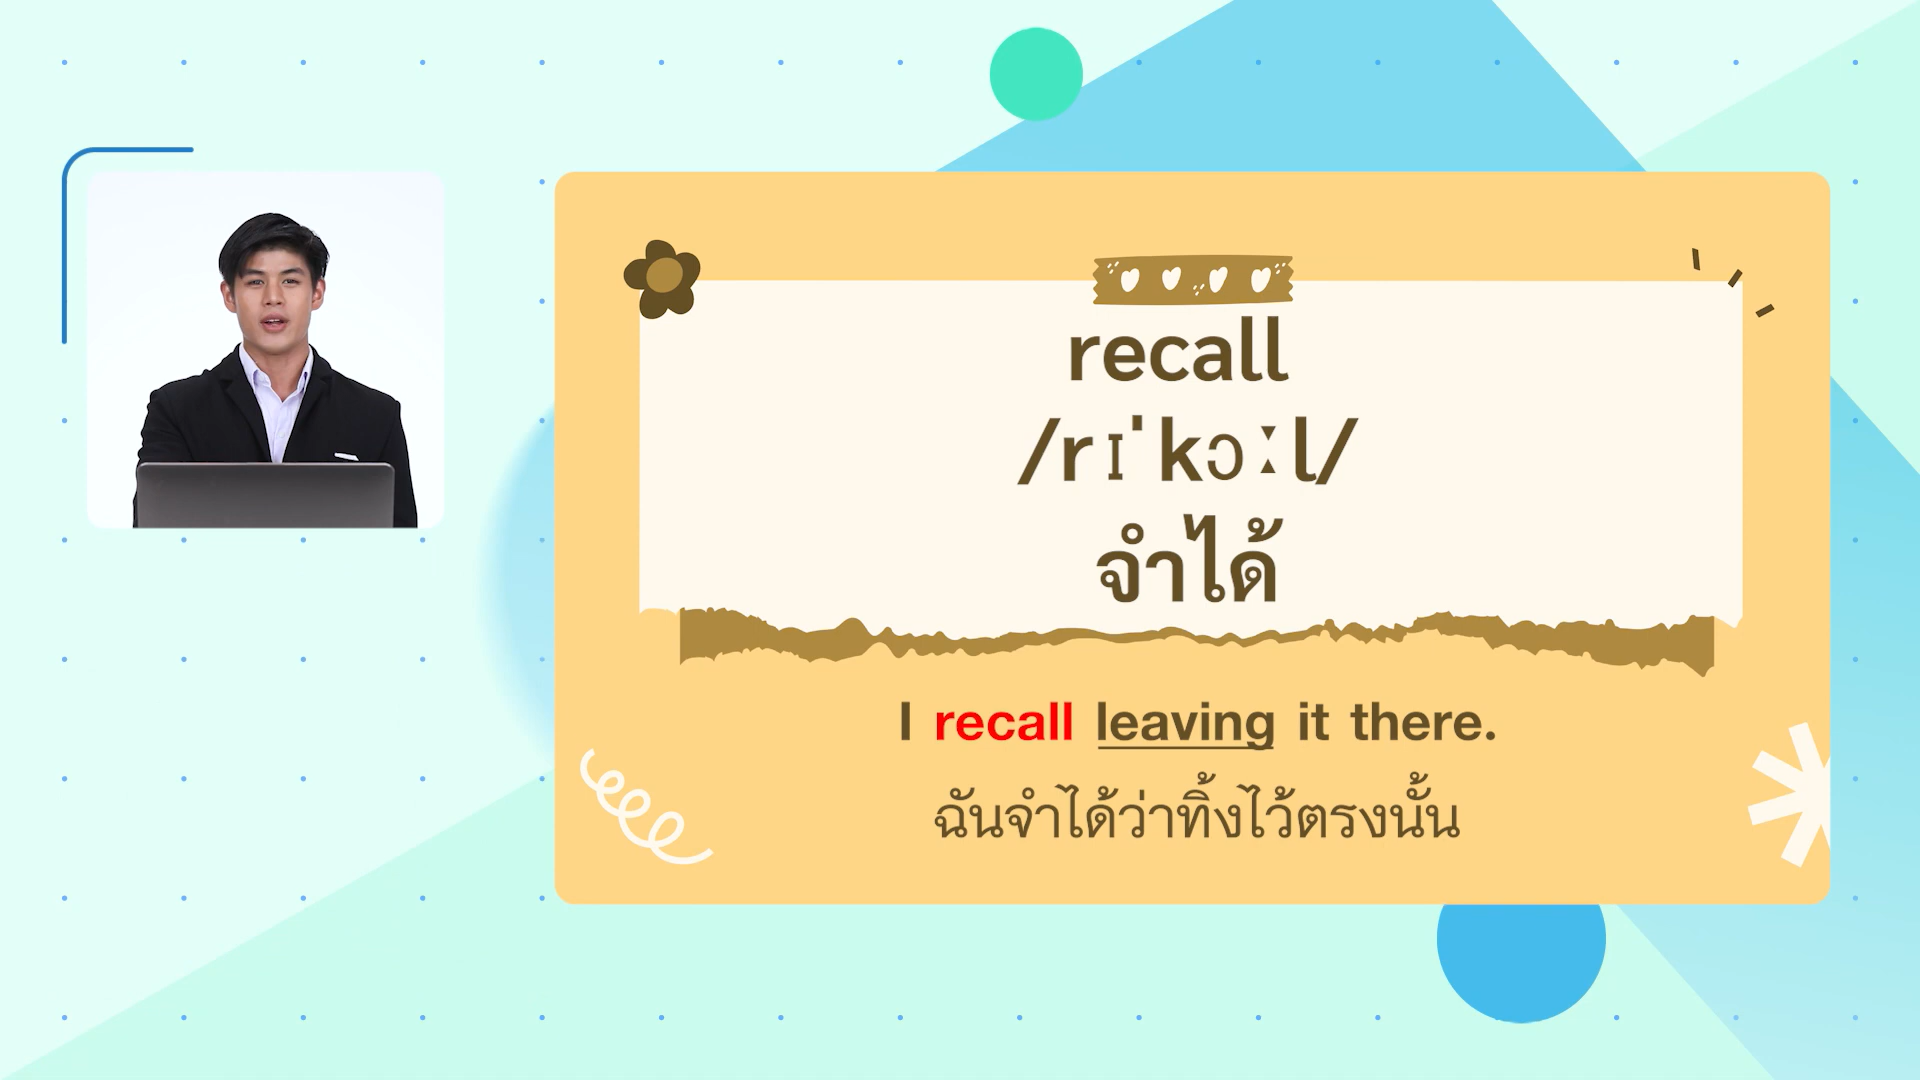 recall
/rɪˈkɔːl/
จำได้
I recall leaving it there.
ฉันจำได้ว่าทิ้งไว้ตรงนั้น